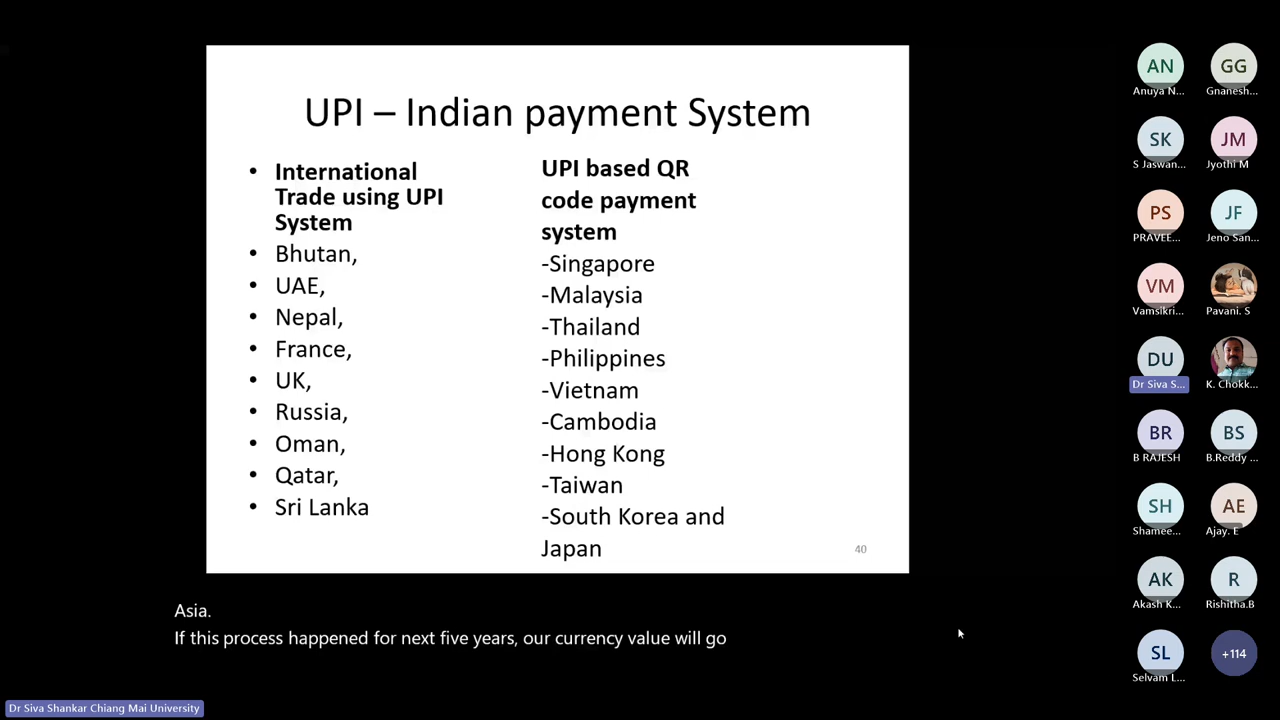 UPI – Indian payment System
• International
Trade using UPI
System
• Bhutan,
• UAE,
• Nepal,
• France,
• UK,
• Russia,
• Oman,
• Qatar,
• Sri Lanka
UPI based QR
code payment
system
-Singapore
-Malaysia
-Thailand
-Philippines
-Vietnam
-Cambodia
-Hong Kong
-Taiwan
-South Korea and
Japan
40
Asia.
If this process happened for next five years, our currency value will go
Dr Siva Shankar Chiang Mai University
AN
Anuya N...
GG
Gnanesh...
SK
S Jaswan...
JM
Jyothi M
PS
PRAVEE...
JF
Jeno San...
VM
Vamsikri...
Pavani. S
DU
Dr Siva S...
K. Chokk...
BR
B RAJESH
BS
B.Reddy ...
SH
Shamee...
AE
Ajay. E
AK
Akash K...
R
Rishitha.B
SL
Selvam L...
+114